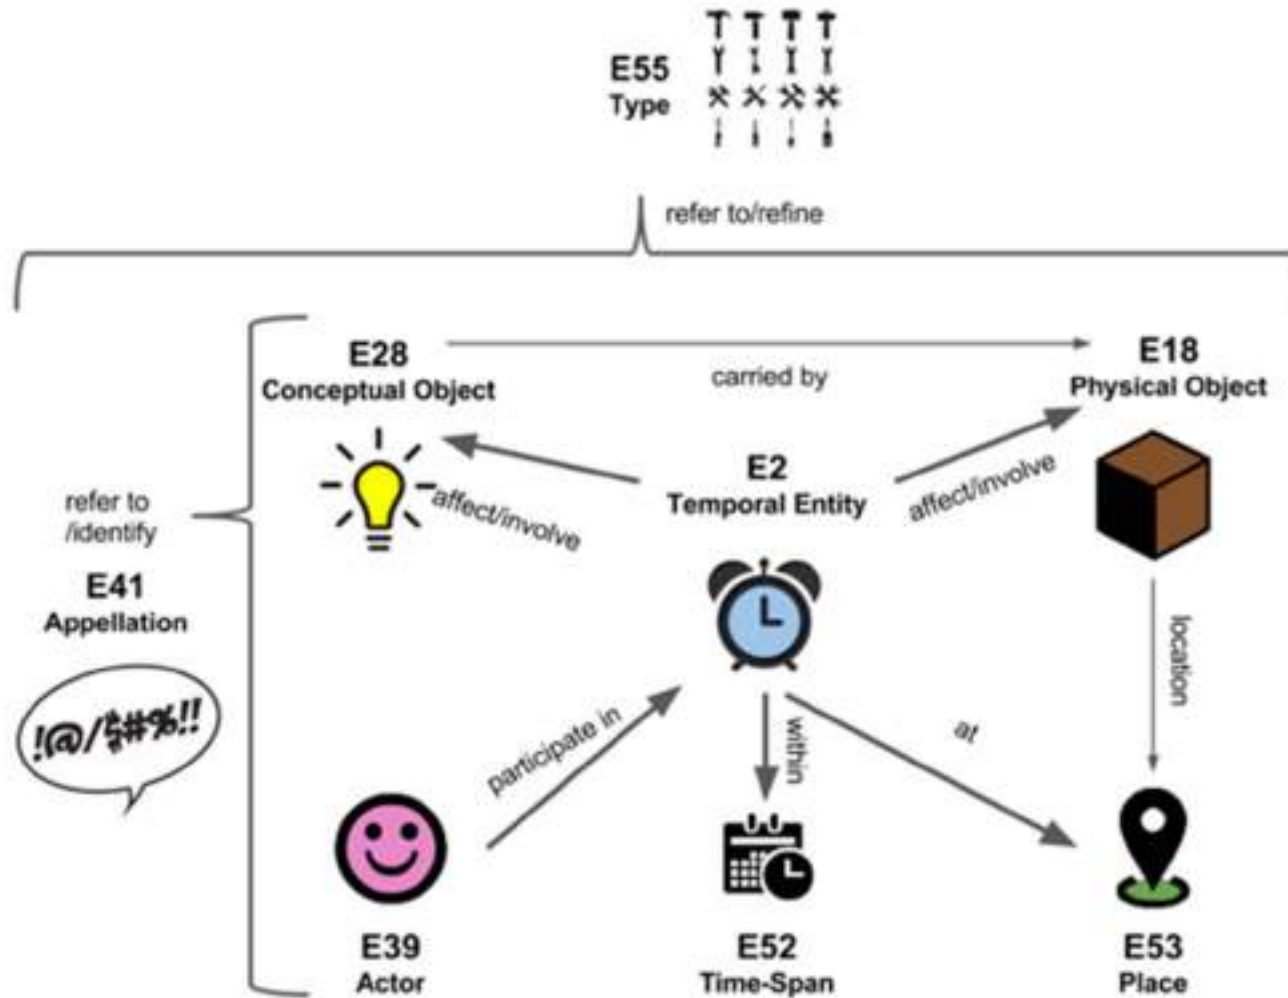 E55
Type
refer to/refine
E28
Conceptual Object
carried by
E18
Physical Object
E2
Temporal Entity
affect/involve
affect/involve
refer to
/identify
E41
Appellation
!@/$#%!!
location
participate in
within
at
E39
Actor
E52
Time-Span
E53
Place